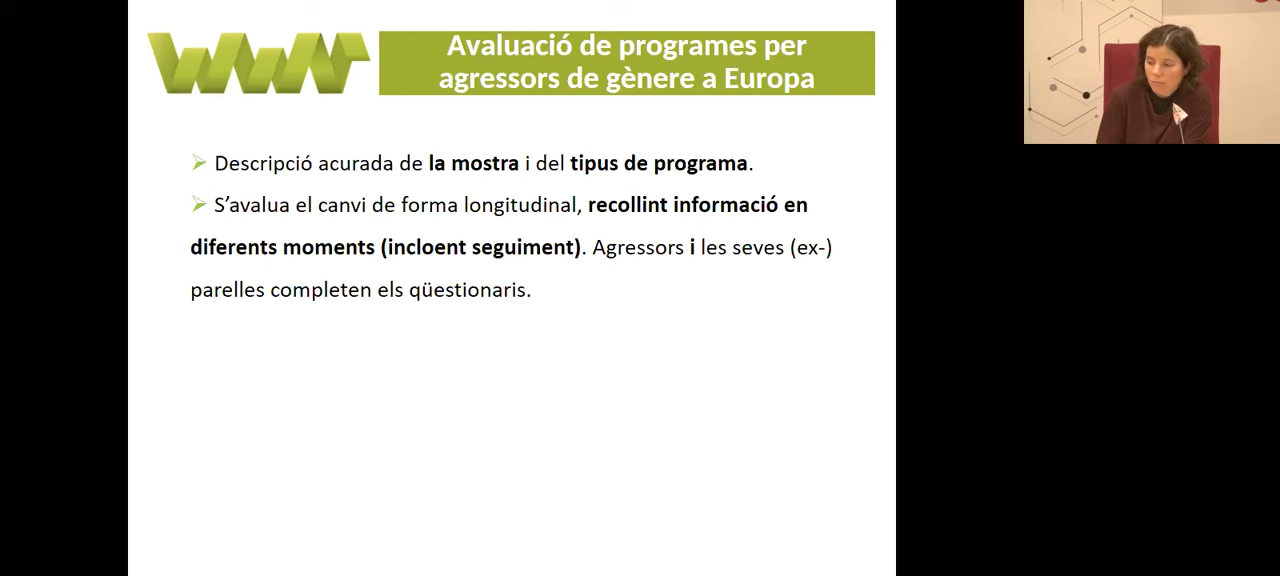 Avaluació de programes per
agressors de gènere a Europa
Descripció acurada de la mostra i del tipus de programa.
S’avalua el canvi de forma longitudinal, recollint informació en
diferents moments (incloent seguiment). Agressors i les seves (ex-)
parelles completen els qüestionaris.